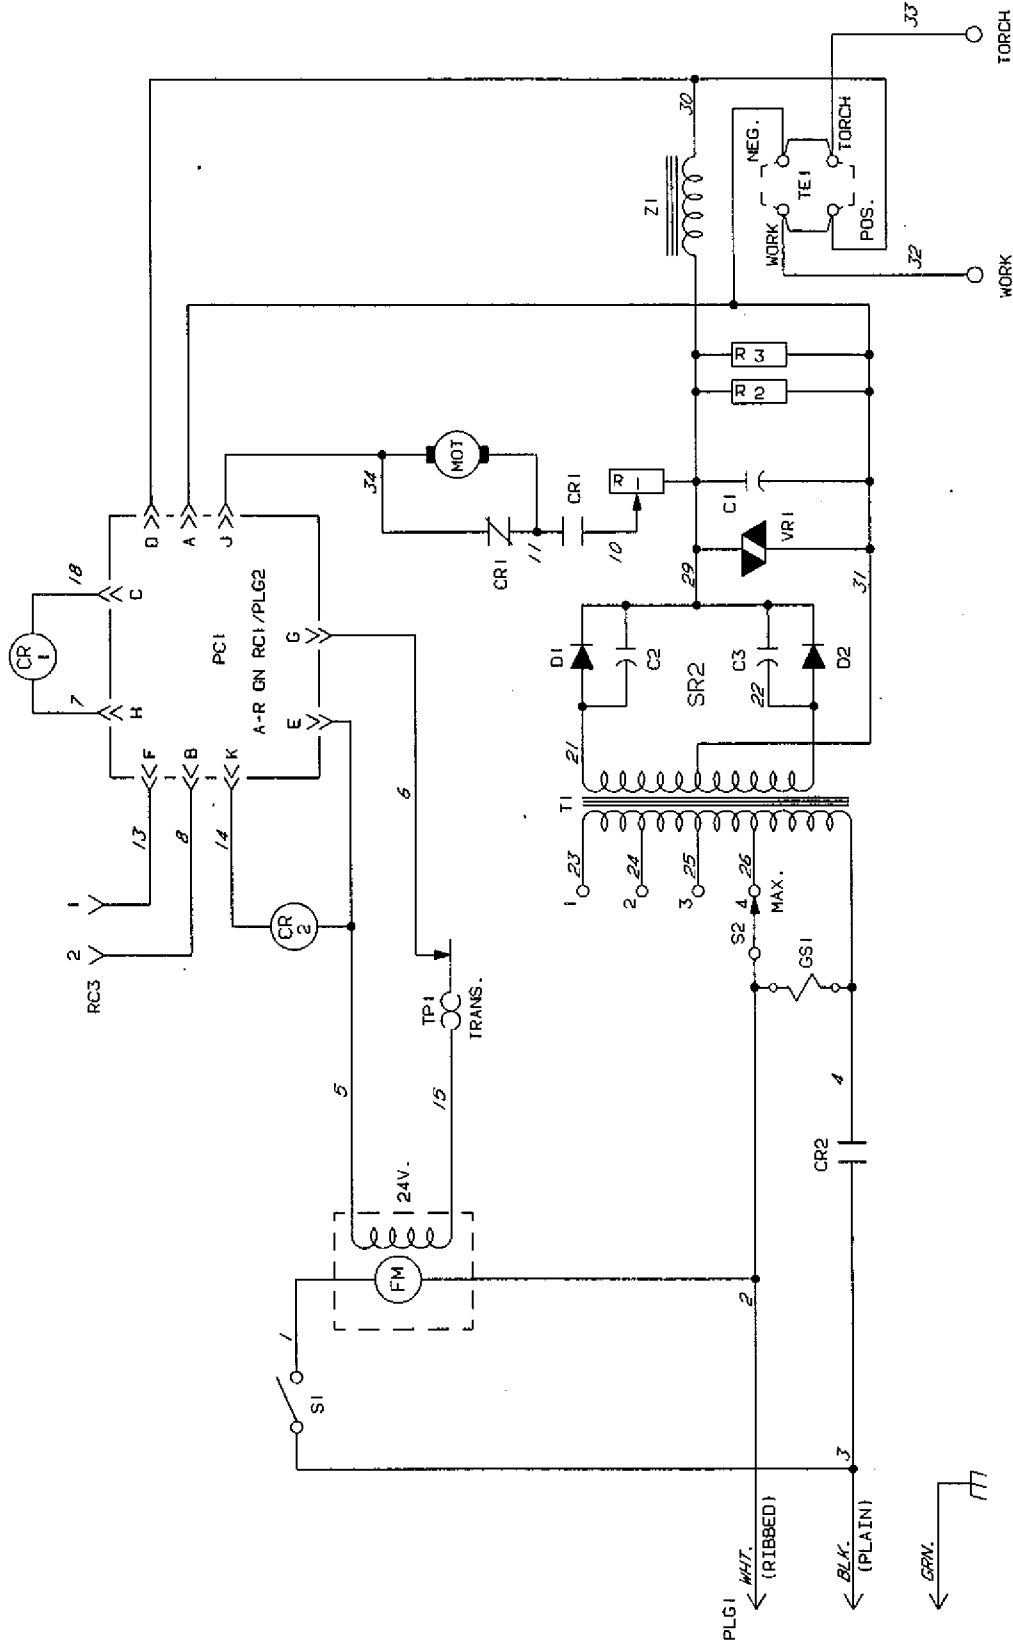 33
TORCH
30
NEG.
TORCH
TE1
Z1
WORK
POS.
32
WORK
R 3
R 2
MOT
34
CR1
R 1
C1
VR1
11
10
CR1
29
31
18
CR 1
7
C
H
D
A
J
PC1
A-R ON RC1/PLG2
G
E
F
B
K
D1
C2
SR2
C3
22
D2
21
T1
13
8
14
6
1
2
RC3
CR 2
TP1
TRANS.
1
23
2
24
3
25
4
26
MAX.
S2
GS1
5
15
24V.
4
CR2
FM
1
S1
2
3
PLG1
WHT.
(RIBBED)
BLK.
(PLAIN)
GRN.